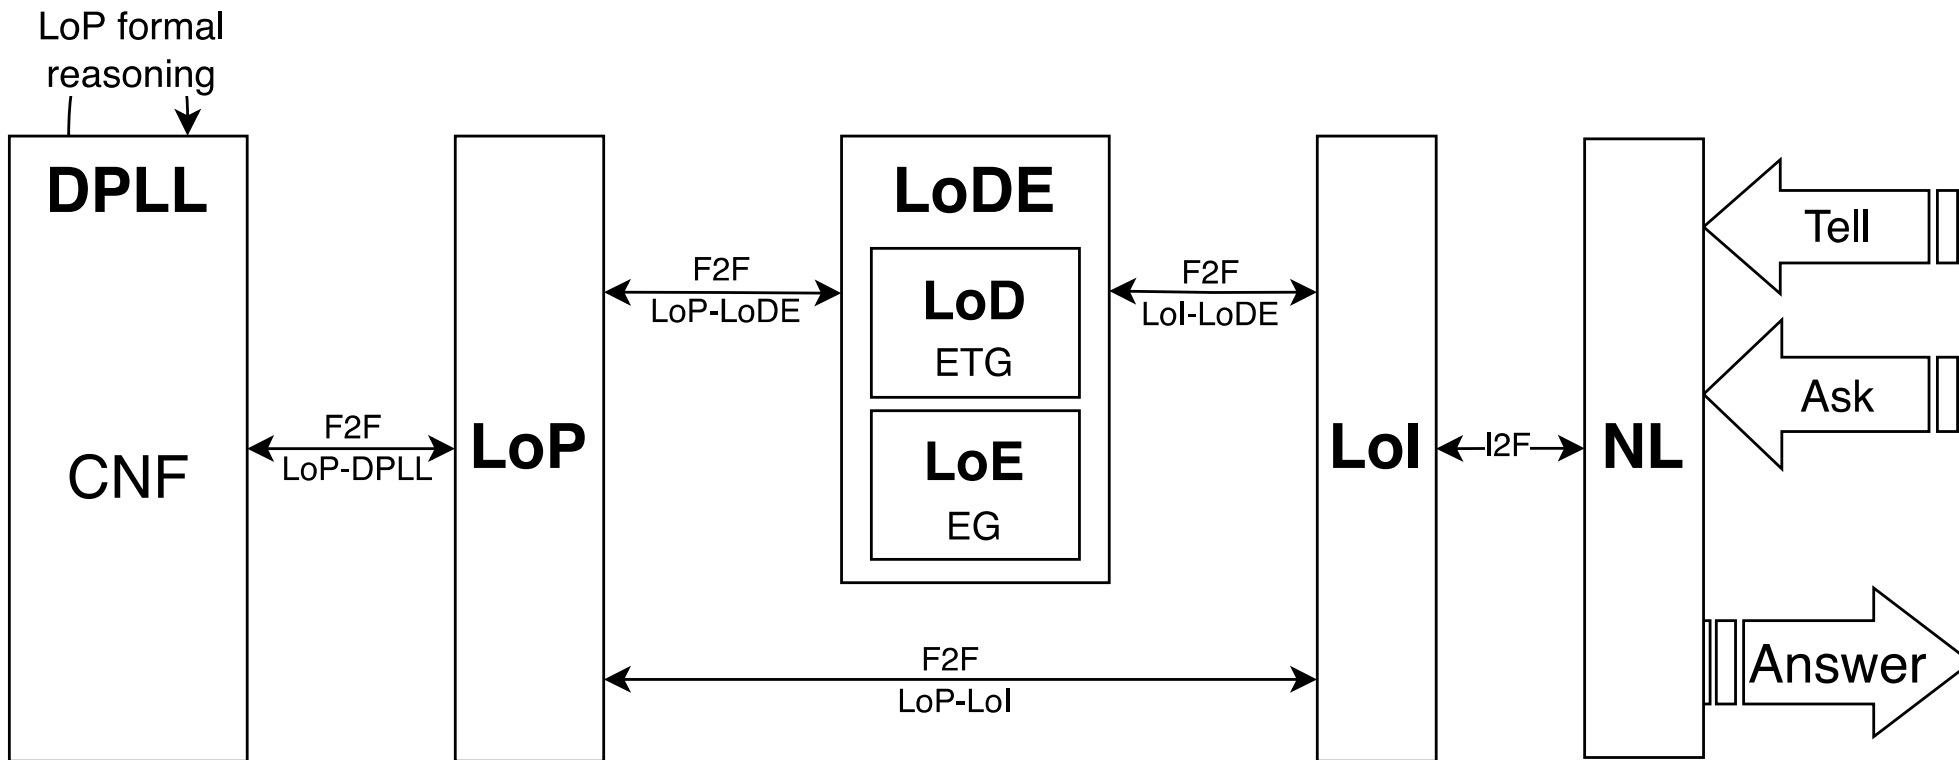 LoP formal
reasoning
DPLL
CNF
F2F
LoP-DPLL
LoP
F2F
LoP-LoDE
LoDE
LoD
ETG
LoE
EG
F2F
LoI-LoDE
F2F
LoP-LoI
LoI
I2F
NL
Tell
Ask
Answer